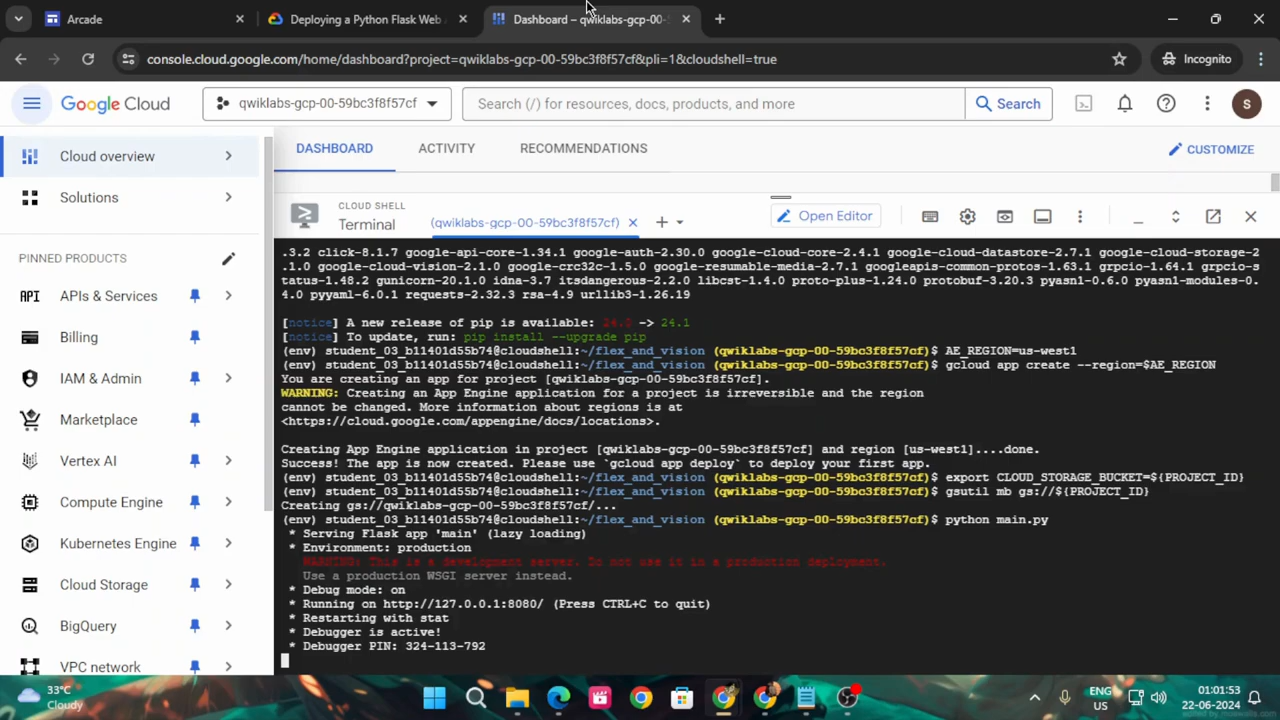 Arcade
Deploying a Python Flask Web
Dashboard – qwiklabs-gcp-00-
console.cloud.google.com/home/dashboard?project=qwiklabs-gcp-00-59bc3f8f57cf&pli=1&cloudshell=true
Incognito
Google Cloud
qwiklabs-gcp-00-59bc3f8f57cf
Search (/) for resources, docs, products, and more
Search
S
Cloud overview
Solutions
PINNED PRODUCTS
APIs & Services
Billing
IAM & Admin
Marketplace
Vertex AI
Compute Engine
Kubernetes Engine
Cloud Storage
BigQuery
VPC network
DASHBOARD
ACTIVITY
RECOMMENDATIONS
CUSTOMIZE
CLOUD SHELL
Terminal
(qwiklabs-gcp-00-59bc3f8f57cf)
Open Editor
.3.2 click-8.1.7 google-api-core-1.34.1 google-auth-2.30.0 google-cloud-core-2.4.1 google-cloud-datastore-2.7.1 google-cloud-storage-2
.1.0 google-cloud-vision-2.1.0 google-crc32c-1.5.0 google-resumable-media-2.7.1 googleapis-common-protos-1.63.1 grpcio-1.64.1 grpcio-s
tatus-1.48.2 gunicorn-20.1.0 idna-3.7 itsdangerous-2.2.0 libcst-1.4.0 proto-plus-1.24.0 protobuf-3.20.3 pyasn1-0.6.0 pyasn1-modules-0.
4.0 pyyaml-6.0.1 requests-2.32.3 rsa-4.9 urllib3-1.26.19
[notice] A new release of pip is available: 24.0 -> 24.1
[notice] To update, run: pip install --upgrade pip
(env) student_03_b11401d55b74@cloudshell:~/flex_and_vision (qwiklabs-gcp-00-59bc3f8f57cf)$ AE_REGION=us-west1
(env) student_03_b11401d55b74@cloudshell:~/flex_and_vision (qwiklabs-gcp-00-59bc3f8f57cf)$ gcloud app create --region=$AE_REGION
You are creating an app for project [qwiklabs-gcp-00-59bc3f8f57cf].
WARNING: Creating an App Engine application for a project is irreversible and the region
cannot be changed. More information about regions is at
<https://cloud.google.com/appengine/docs/locations>.
Creating App Engine application in project [qwiklabs-gcp-00-59bc3f8f57cf] and region [us-west1]....done.
Success! The app is now created. Please use `gcloud app deploy` to deploy your first app.
(env) student_03_b11401d55b74@cloudshell:~/flex_and_vision (qwiklabs-gcp-00-59bc3f8f57cf)$ export CLOUD_STORAGE_BUCKET=${PROJECT_ID}
(env) student_03_b11401d55b74@cloudshell:~/flex_and_vision (qwiklabs-gcp-00-59bc3f8f57cf)$ gsutil mb gs://${PROJECT_ID}
Creating gs://qwiklabs-gcp-00-59bc3f8f57cf/...
(env) student_03_b11401d55b74@cloudshell:~/flex_and_vision (qwiklabs-gcp-00-59bc3f8f57cf)$ python main.py
* Serving Flask app 'main' (lazy loading)
* Environment: production
WARNING: This is a development server. Do not use it in a production deployment.
Use a production WSGI server instead.
* Debug mode: on
* Running on http://127.0.0.1:8080/ (Press CTRL+C to quit)
* Restarting with stat
* Debugger is active!
* Debugger PIN: 324-113-792
33°C
Cloudy
ENG
US
01:01:53
22-06-2024